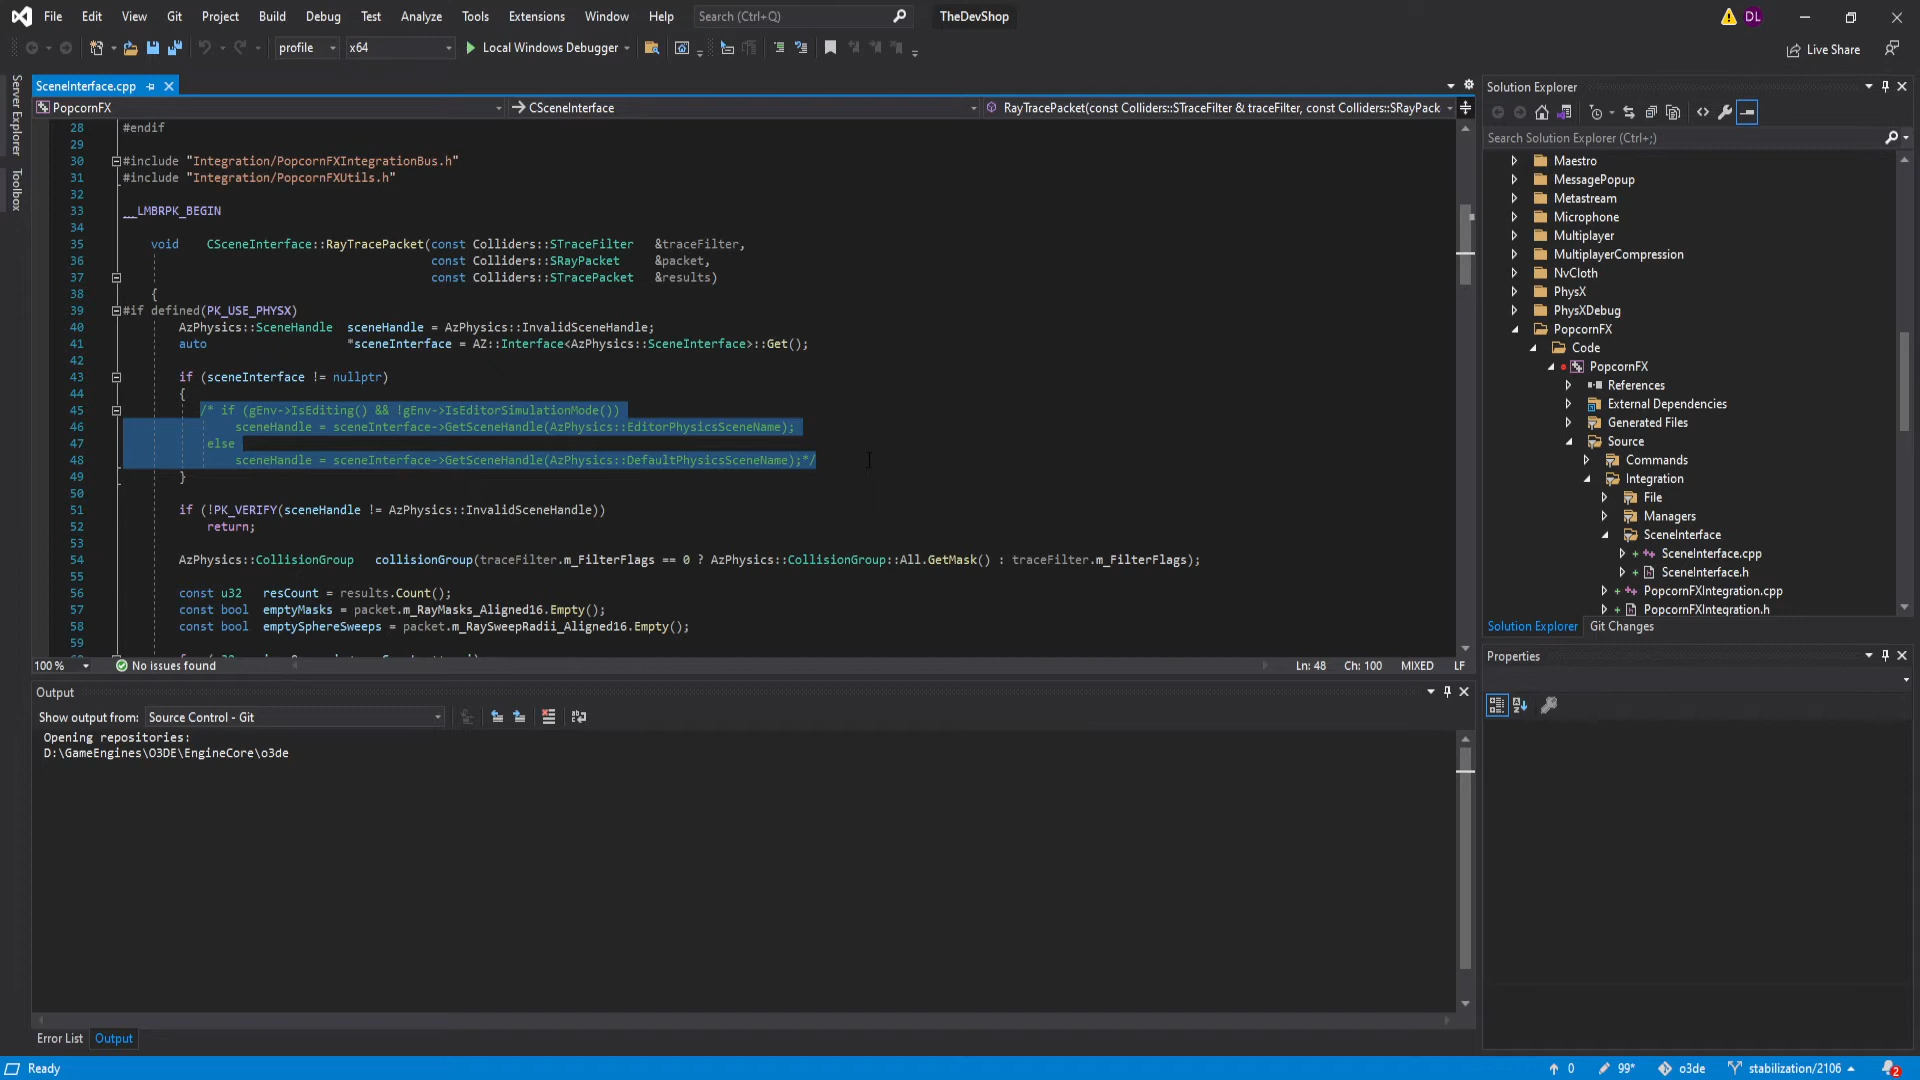 File Edit View Git Project Build Debug Test Analyze Tools Extensions Window Help Search (Ctrl+Q) TheDevShop DL
profile x64 Local Windows Debugger Live Share
Server Explorer
Toolbox
SceneInterface.cpp
PopcornFX CSceneInterface RayTracePacket(const Colliders::STraceFilter & traceFilter, const Colliders::SRayPack
28 #endif
29
30 #include "Integration/PopcornFXIntegrationBus.h"
31 #include "Integration/PopcornFXUtils.h"
32
33 __LMBRPK_BEGIN
34
35 void CSceneInterface::RayTracePacket(const Colliders::STraceFilter &traceFilter,
36 const Colliders::SRayPacket &packet,
37 const Colliders::STracePacket &results)
38 {
39 #if defined(PK_USE_PHYSX)
40 AzPhysics::SceneHandle sceneHandle = AzPhysics::InvalidSceneHandle;
41 auto *sceneInterface = AZ::Interface<AzPhysics::SceneInterface>::Get();
42
43 if (sceneInterface != nullptr)
44 {
45 /* if (gEnv->IsEditing() && !gEnv->IsEditorSimulationMode())
46 sceneHandle = sceneInterface->GetSceneHandle(AzPhysics::EditorPhysicsSceneName);
47 else
48 sceneHandle = sceneInterface->GetSceneHandle(AzPhysics::DefaultPhysicsSceneName);*/
49 }
50
51 if (!PK_VERIFY(sceneHandle != AzPhysics::InvalidSceneHandle))
52 return;
53
54 AzPhysics::CollisionGroup collisionGroup(traceFilter.m_FilterFlags == 0 ? AzPhysics::CollisionGroup::All.GetMask() : traceFilter.m_FilterFlags);
55
56 const u32 resCount = results.Count();
57 const bool emptyMasks = packet.m_RayMasks_Aligned16.Empty();
58 const bool emptySphereSweeps = packet.m_RaySweepRadii_Aligned16.Empty();
59
100 % No issues found Ln: 48 Ch: 100 MIXED LF
Output
Show output from: Source Control - Git
Opening repositories:
D:\GameEngines\O3DE\EngineCore\o3de
Error List Output
Solution Explorer
Search Solution Explorer (Ctrl+;)
Maestro
MessagePopup
Metastream
Microphone
Multiplayer
MultiplayerCompression
NvCloth
PhysX
PhysXDebug
PopcornFX
Code
PopcornFX
References
External Dependencies
Generated Files
Source
Commands
Integration
File
Managers
SceneInterface
SceneInterface.cpp
SceneInterface.h
PopcornFXIntegration.cpp
PopcornFXIntegration.h
Solution Explorer Git Changes
Properties
Ready 0 99* o3de stabilization/2106 2